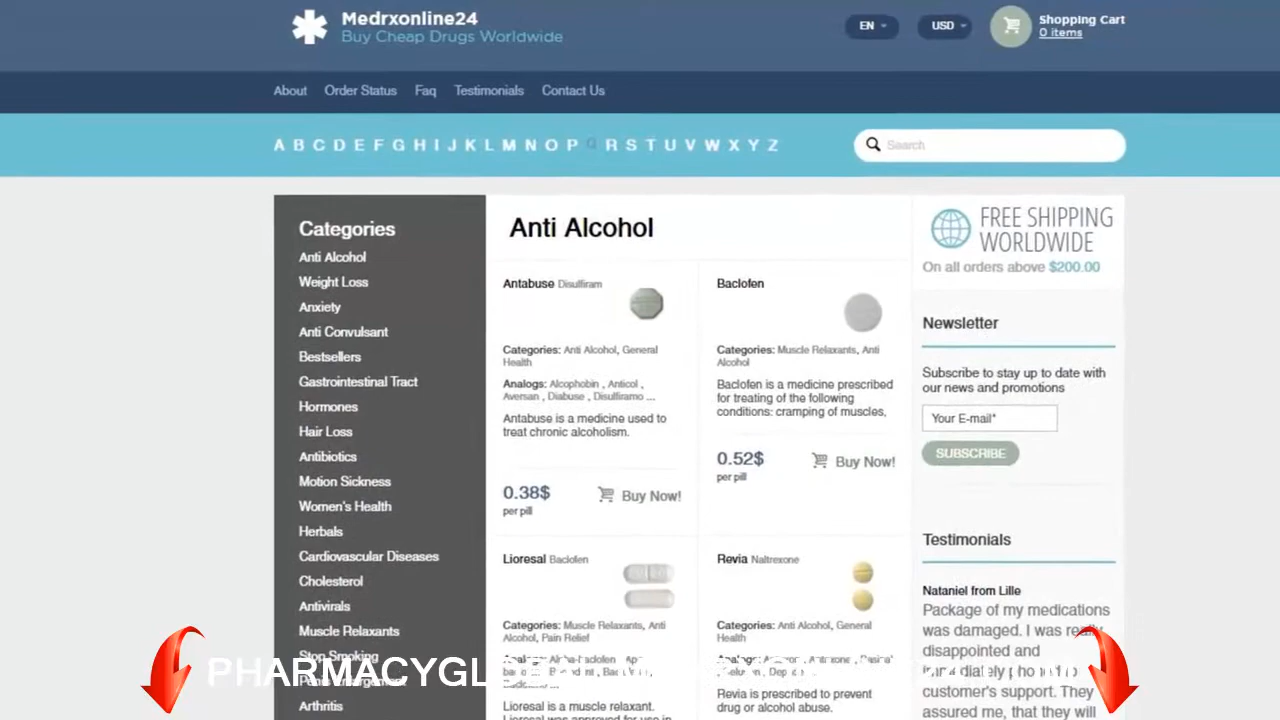 Medrxonline24
Buy Cheap Drugs Worldwide
EN
USD
Shopping Cart
0 items
About Order Status Faq Testimonials Contact Us
A B C D E F G H I J K L M N O P Q R S T U V W X Y Z
Search
Categories
Anti Alcohol
Weight Loss
Anxiety
Anti Convulsant
Bestsellers
Gastrointestinal Tract
Hormones
Hair Loss
Antibiotics
Motion Sickness
Women's Health
Herbals
Cardiovascular Diseases
Cholesterol
Antivirals
Muscle Relaxants
Stop Smoking
Arthritis
Anti Alcohol
Antabuse Disulfiram
Categories: Anti Alcohol, General
Health
Analogs: Alcophobin , Anticol ,
Aversan , Diabuse , Disulfiramo ...
Antabuse is a medicine used to
treat chronic alcoholism.
0.38$
per pill
Buy Now!
Baclofen
Categories: Muscle Relaxants, Anti
Alcohol
Baclofen is a medicine prescribed
for treating of the following
conditions: cramping of muscles,
0.52$
per pill
Buy Now!
Lioresal Baclofen
Categories: Muscle Relaxants, Anti
Alcohol, Pain Relief
Lioresal is a muscle relaxant.
Lioresal was approved for use in
Revia Naltrexone
Categories: Anti Alcohol, General
Health
Revia is prescribed to prevent
drug or alcohol abuse.
FREE SHIPPING
WORLDWIDE
On all orders above $200.00
Newsletter
Subscribe to stay up to date with
our news and promotions
Your E-mail*
SUBSCRIBE
Testimonials
Nataniel from Lille
Package of my medications
was damaged. I was really
disappointed and
customer's support. They
assured me, that they will